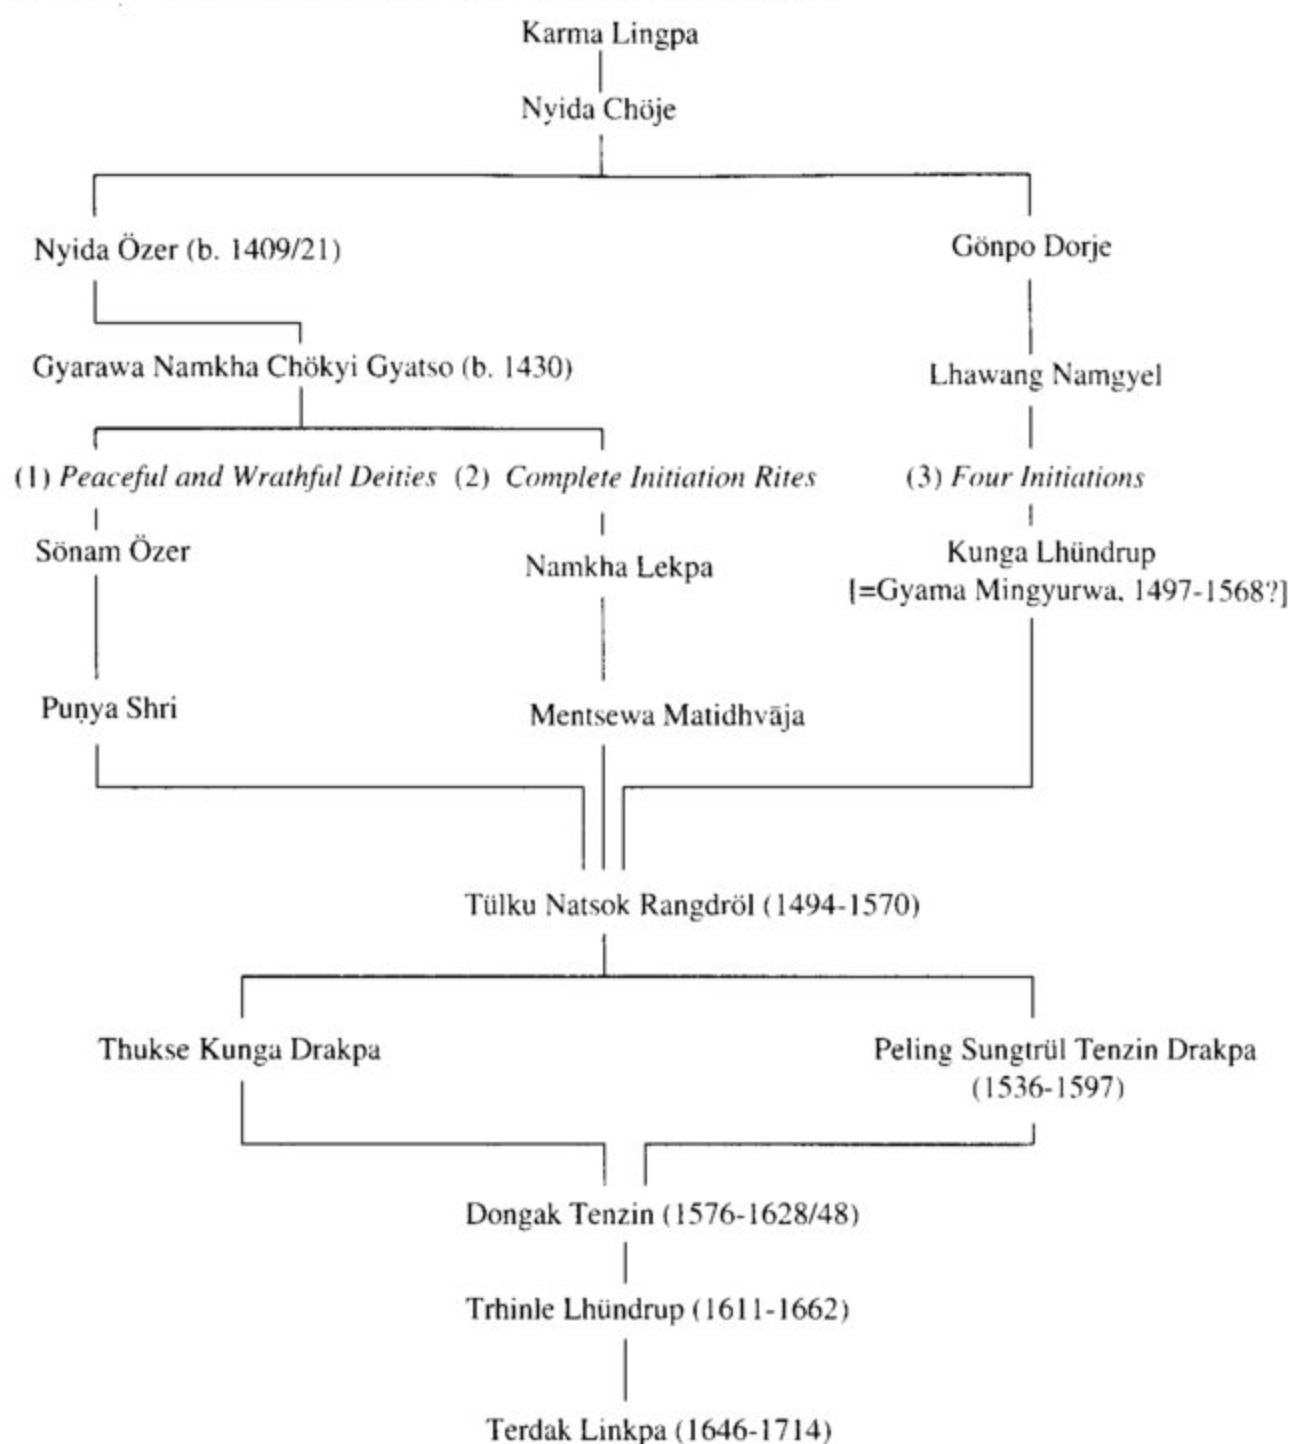 Karma Lingpa
Nyida Chöje
Nyida Özer (b. 1409/21)
Gönpo Dorje
Gyarawa Namkha Chökyi Gyatso (b. 1430)
Lhawang Namgyel
(1) Peaceful and Wrathful Deities (2) Complete Initiation Rites (3) Four Initiations
Sönam Özer
Namkha Lekpa
Kunga Lhündrup
[=Gyama Mingyurwa, 1497-1568?]
Puṇya Shri
Mentsewa Matidhvāja
Tülku Natsok Rangdröl (1494-1570)
Thukse Kunga Drakpa
Peling Sungtrül Tenzin Drakpa
(1536-1597)
Dongak Tenzin (1576-1628/48)
Trhinle Lhündrup (1611-1662)
Terdak Linkpa (1646-1714)